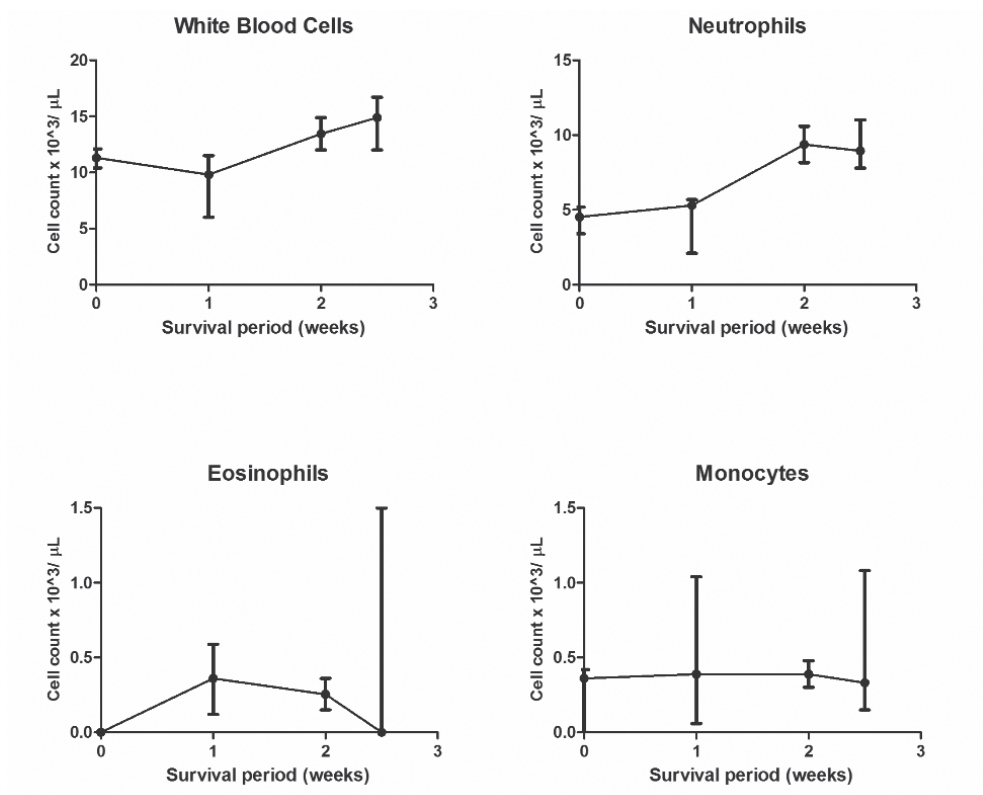 White Blood Cells
20
15
10
5
0
Cell count x 10^3/ µL
0 1 2 3
Survival period (weeks)
Neutrophils
15
10
5
0
Cell count x 10^3/ µL
0 1 2 3
Survival period (weeks)
Eosinophils
1.5
1.0
0.5
0.0
Cell count x 10^3/ µL
0 1 2 3
Survival period (weeks)
Monocytes
1.5
1.0
0.5
0.0
Cell count x 10^3/ µL
0 1 2 3
Survival period (weeks)